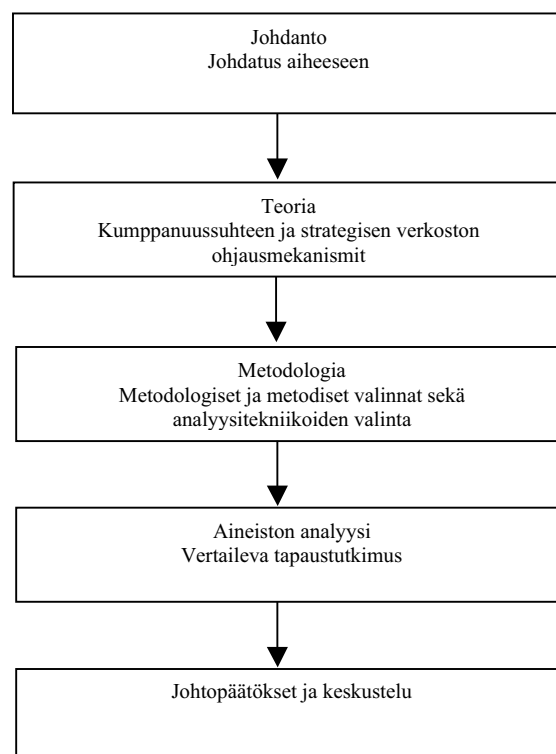 Johdanto
Johdatus aiheeseen
Teoria
Kumppanuussuhteen ja strategisen verkoston
ohjausmekanismit
Metodologia
Metodologiset ja metodiset valinnat sekä
analyysitekniikoiden valinta
Aineiston analyysi
Vertaileva tapaustutkimus
Johtopäätökset ja keskustelu